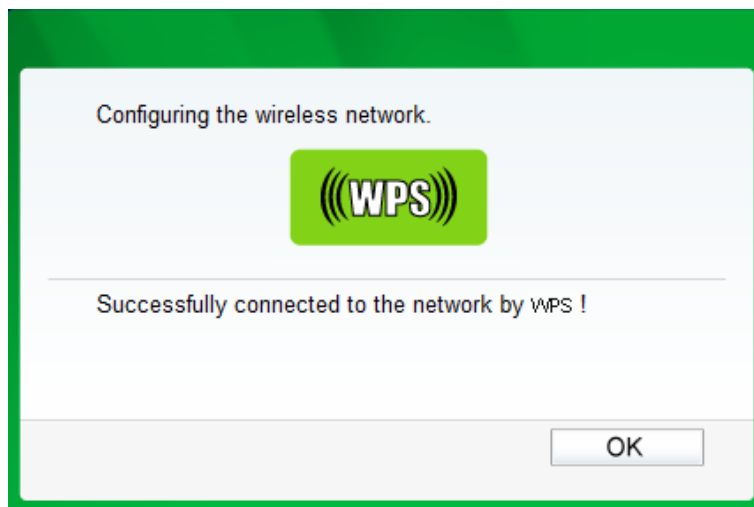 Configuring the wireless network.
(((WPS)))
Successfully connected to the network by WPS !
OK